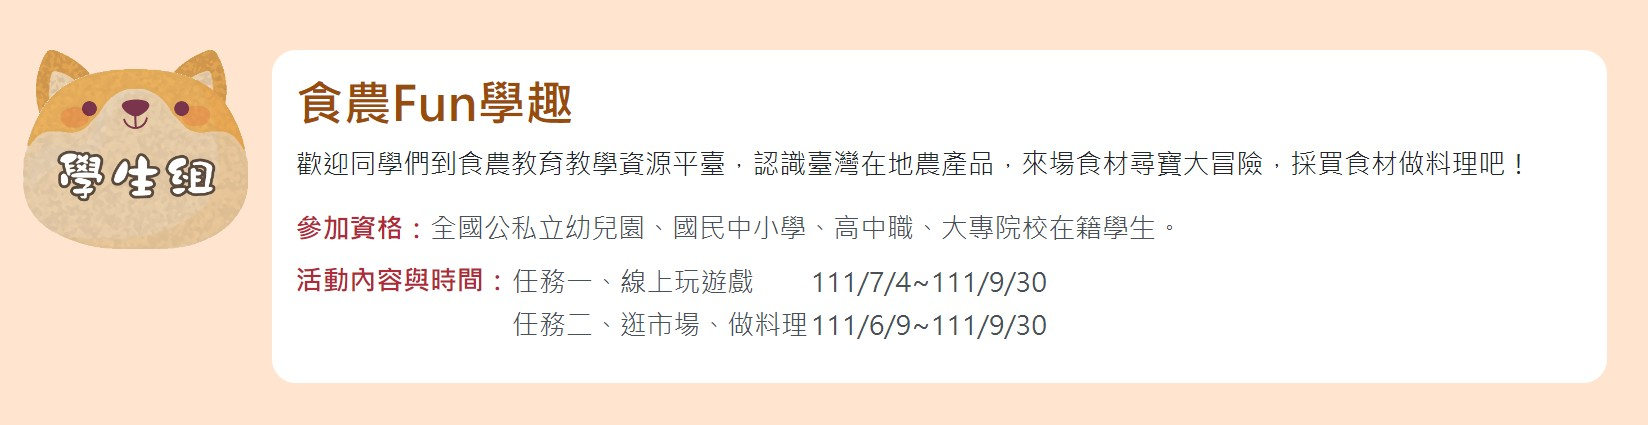 學生組
食農Fun學趣
歡迎同學們到食農教育教學資源平臺，認識臺灣在地農產品，來場食材尋寶大冒險，採買食材做料理吧！
參加資格：全國公私立幼兒園、國民中小學、高中職、大專院校在籍學生。
活動內容與時間：任務一、線上玩遊戲 111/7/4~111/9/30
任務二、逛市場、做料理 111/6/9~111/9/30